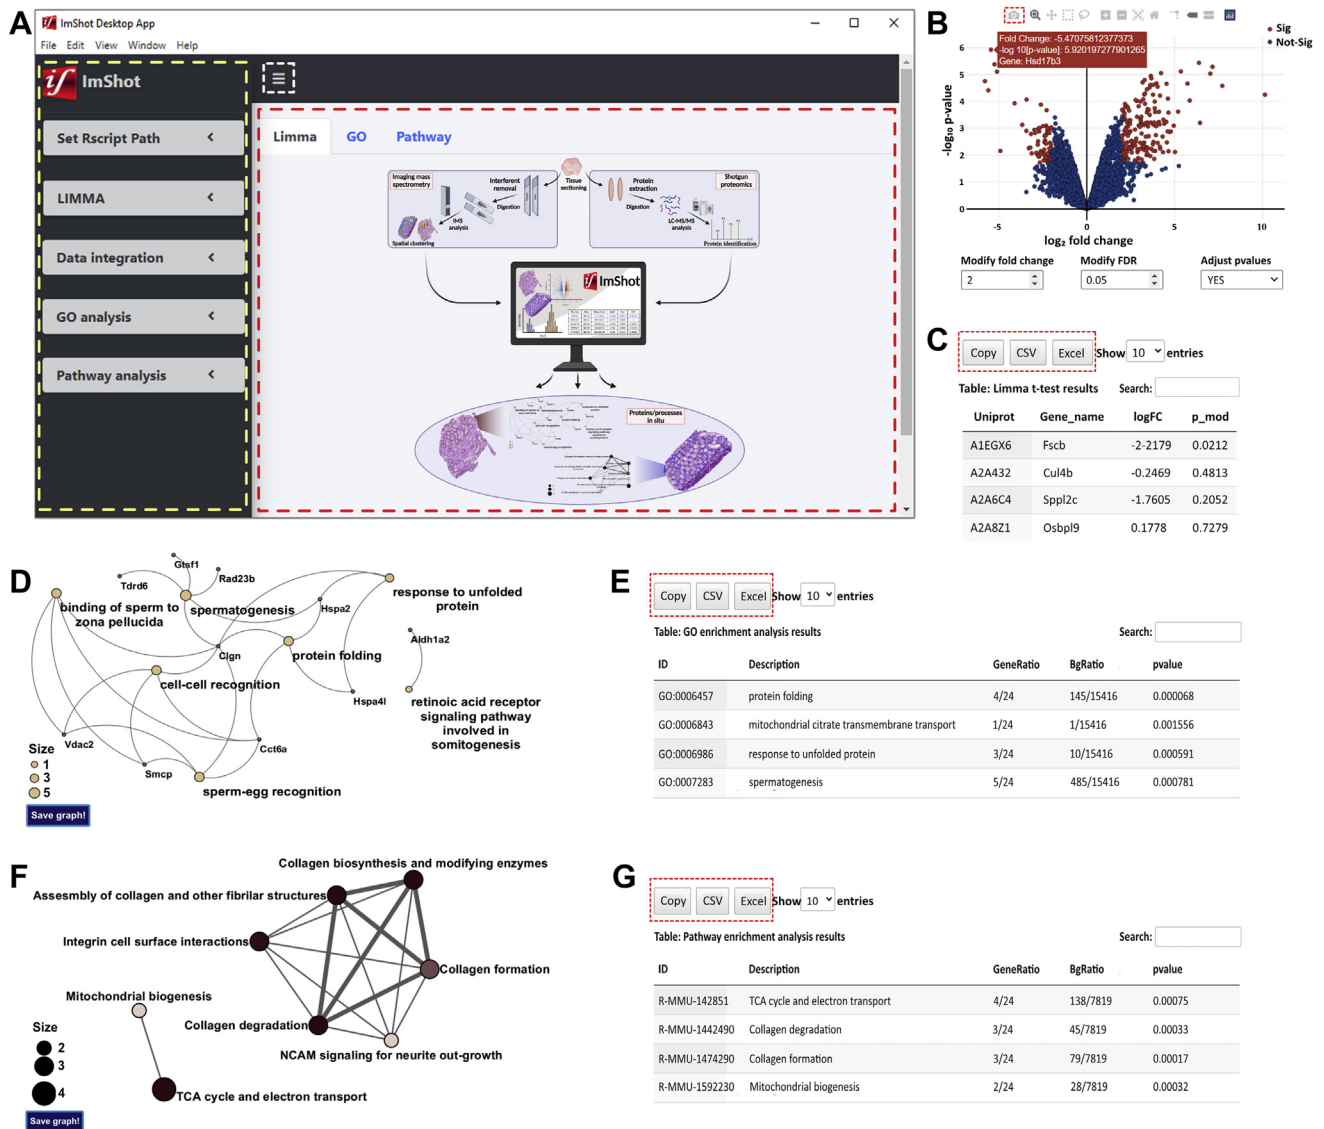 A
ImShot Desktop App
File Edit View Window Help
if ImShot
Set Rscript Path
LIMMA
Data integration
GO analysis
Pathway analysis
Limma GO Pathway
Imaging mass
spectrometry
Interferent
removal
Digestion
IMS
analysis
Spatial clustering
Tissue
sectioning
Protein
extraction
Digestion
Shotgun
proteomics
LC-MS/MS
analysis
Protein identification
if ImShot
Proteins/processes
in situ
B
Sig
Not-Sig
Fold Change: -5.47075812377373
-log 10[p-value]: 5.920197277901265
Gene: Hsd17b3
-log₁₀ p-value
6
5
4
3
2
1
0
-5 0 5 10
log₂ fold change
Modify fold change Modify FDR Adjust pvalues
2 0.05 YES
C
Copy CSV Excel Show 10 entries
Table: Limma t-test results Search:
Uniprot Gene_name logFC p_mod
A1EGX6 Fscb -2-2179 0.0212
A2A432 Cul4b -0.2469 0.4813
A2A6C4 Sppl2c -1.7605 0.2052
A2A8Z1 Osbpl9 0.1778 0.7279
D
Gtsf1
Tdrd6
Rad23b
binding of sperm to
zona pellucida
spermatogenesis
Hspa2
response to unfolded
protein
Clgn
protein folding
Aldh1a2
cell-cell recognition
Hspa4l
retinoic acid receptor
signaling pathway
involved in
somitogenesis
Vdac2
Cct6a
Smcp
sperm-egg recognition
Size
1
3
5
Save graph!
E
Copy CSV Excel Show 10 entries
Table: GO enrichment analysis results Search:
ID Description GeneRatio BgRatio pvalue
GO:0006457 protein folding 4/24 145/15416 0.000068
GO:0006843 mitochondrial citrate transmembrane transport 1/24 1/15416 0.001556
GO:0006986 response to unfolded protein 3/24 10/15416 0.000591
GO:0007283 spermatogenesis 5/24 485/15416 0.000781
F
Collagen biosynthesis and modifying enzymes
Assesmbly of collagen and other fibrilar structures
Integrin cell surface interactions
Collagen formation
Mitochondrial biogenesis
Collagen degradation
NCAM signaling for neurite out-growth
TCA cycle and electron transport
Size
2
3
4
Save graph!
G
Copy CSV Excel Show 10 entries
Table: Pathway enrichment analysis results Search:
ID Description GeneRatio BgRatio pvalue
R-MMU-142851 TCA cycle and electron transport 4/24 138/7819 0.00075
R-MMU-1442490 Collagen degradation 3/24 45/7819 0.00033
R-MMU-1474290 Collagen formation 3/24 79/7819 0.00017
R-MMU-1592230 Mitochondrial biogenesis 2/24 28/7819 0.00032